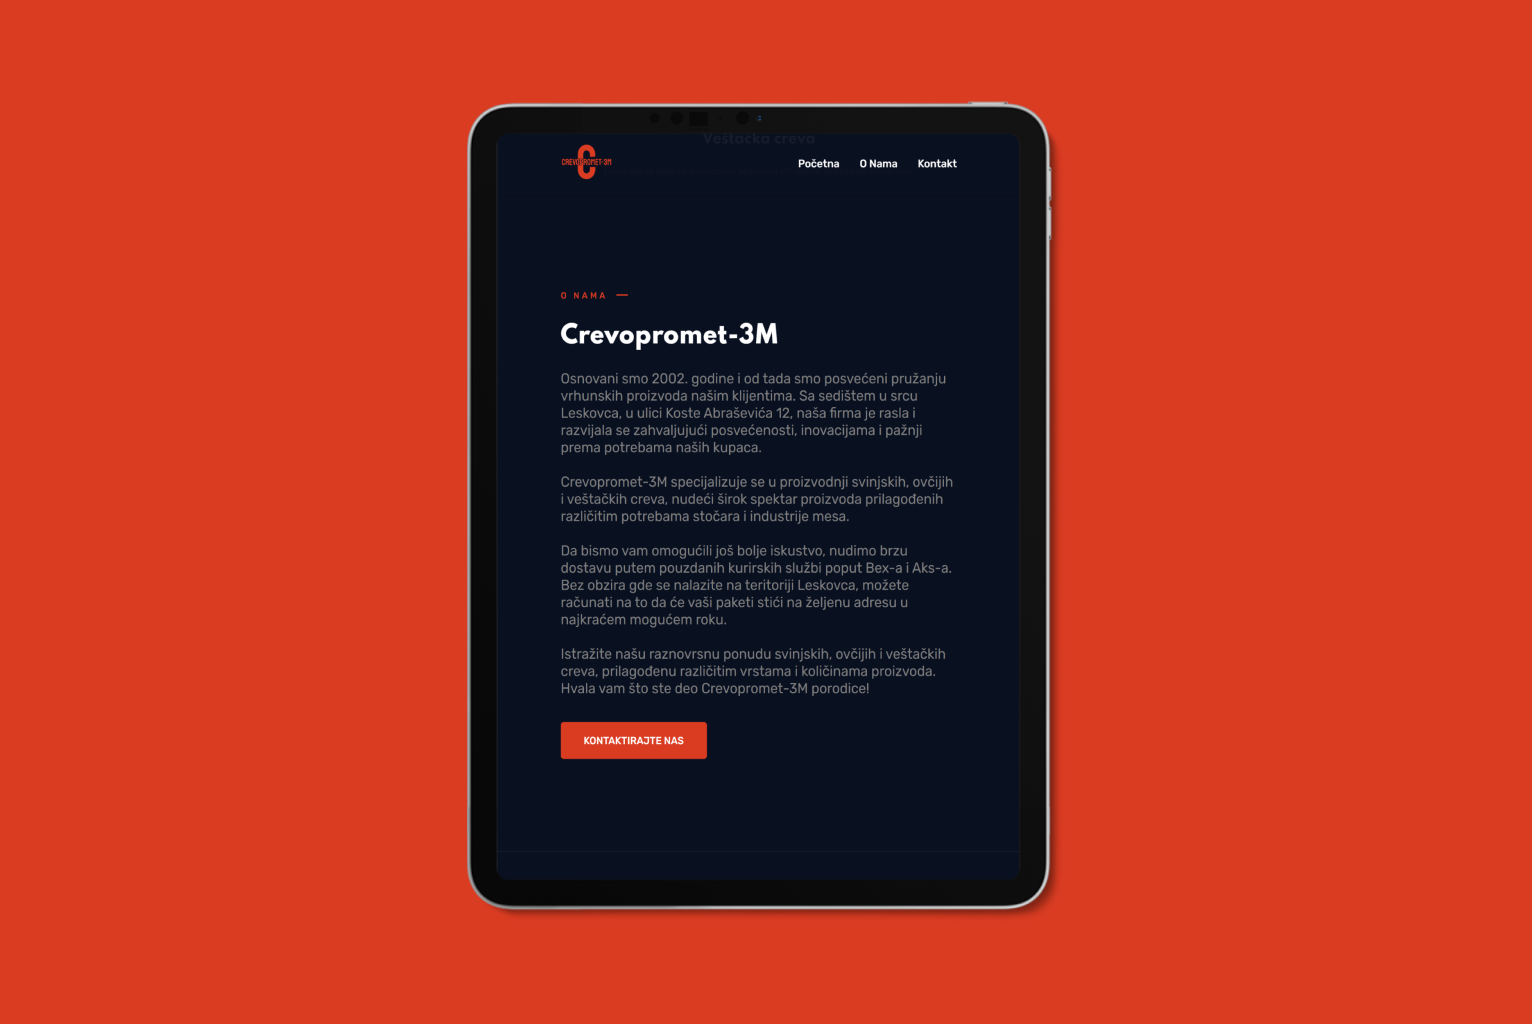 Veštačka creva
CREVOPROMET-3M
Početna O Nama Kontakt
O NAMA
Crevopromet-3M
Osnovani smo 2002. godine i od tada smo posvećeni pružanju
vrhunskih proizvoda našim klijentima. Sa sedištem u srcu
Leskovca, u ulici Koste Abraševića 12, naša firma je rasla i
razvijala se zahvaljujući posvećenosti, inovacijama i pažnji
prema potrebama naših kupaca.
Crevopromet-3M specijalizuje se u proizvodnji svinjskih, ovčijih
i veštačkih creva, nudeći širok spektar proizvoda prilagođenih
različitim potrebama stočara i industrije mesa.
Da bismo vam omogućili još bolje iskustvo, nudimo brzu
dostavu putem pouzdanih kurirskih službi poput Bex-a i Aks-a.
Bez obzira gde se nalazite na teritoriji Leskovca, možete
računati na to da će vaši paketi stići na željenu adresu u
najkraćem mogućem roku.
Istražite našu raznovrsnu ponudu svinjskih, ovčijih i veštačkih
creva, prilagođenu različitim vrstama i količinama proizvoda.
Hvala vam što ste deo Crevopromet-3M porodice!
KONTAKTIRAJTE NAS